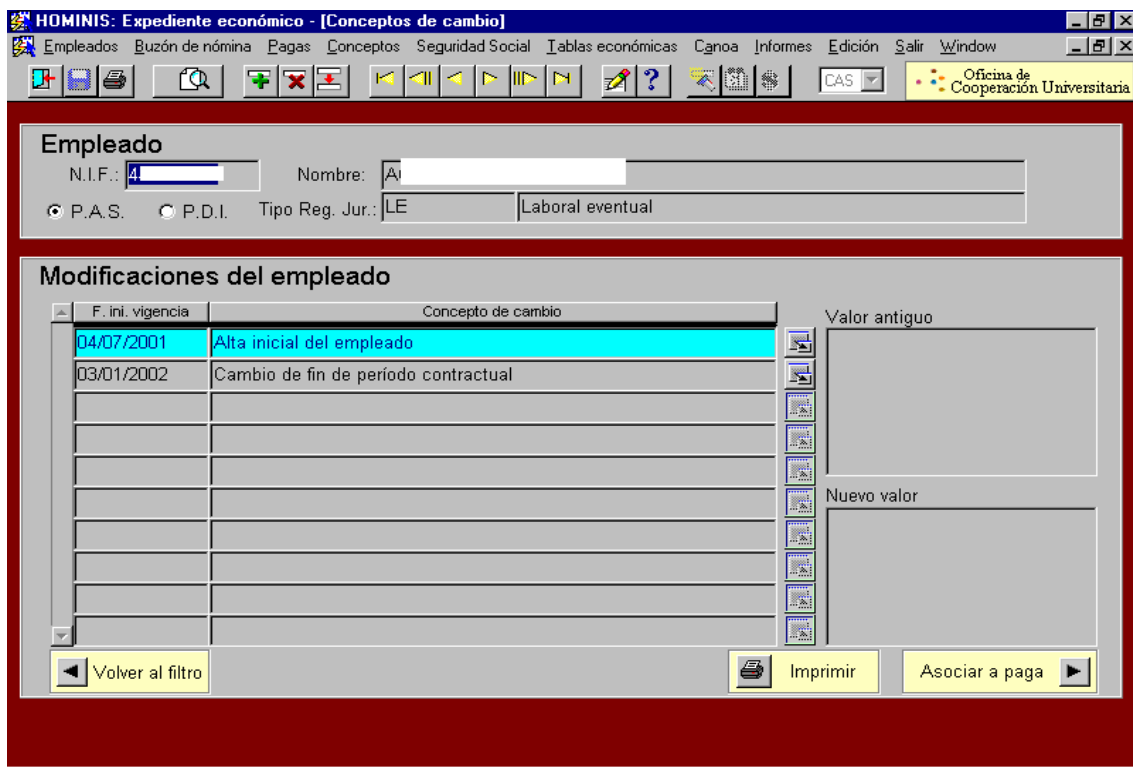 HOMINIS: Expediente económico - [Conceptos de cambio]
Empleados Buzón de nómina Pagas Conceptos Seguridad Social Tablas económicas Canoa Informes Edición Salir Window
CAS
Oficina de
Cooperación Universitaria
Empleado
N.I.F.: 4 Nombre: A
P.A.S. P.D.I. Tipo Reg. Jur.: LE Laboral eventual
Modificaciones del empleado
F. ini. vigencia Concepto de cambio
Valor antiguo
04/07/2001 Alta inicial del empleado
03/01/2002 Cambio de fin de período contractual
Nuevo valor
Volver al filtro Imprimir Asociar a paga